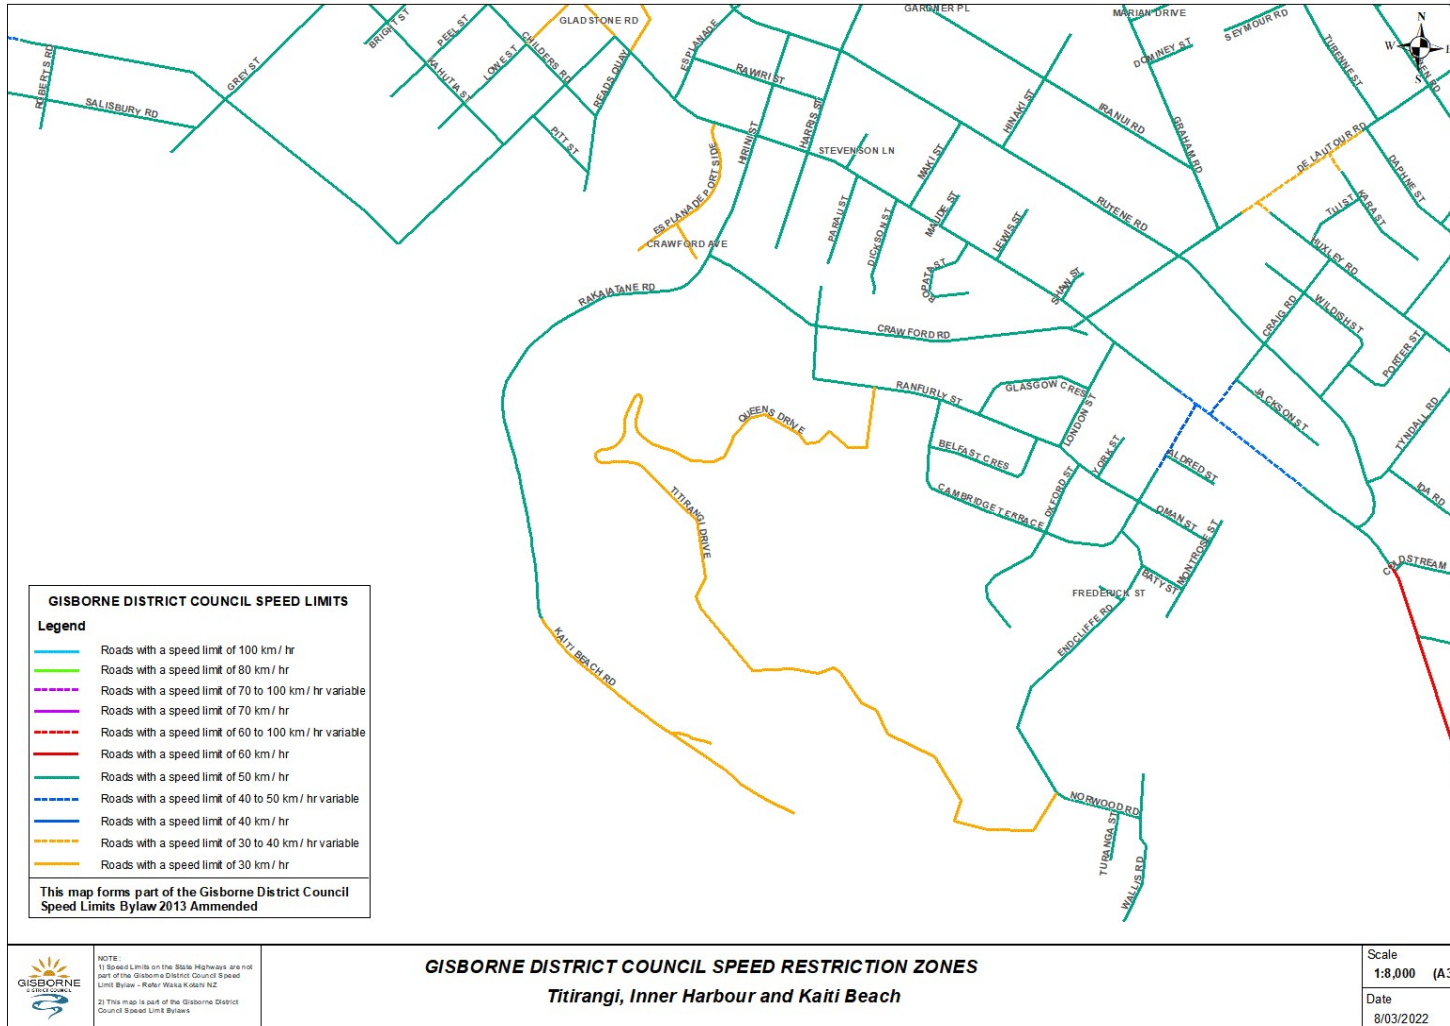 GLADSTONE RD
GARDNER PL
MARIAN DRIVE
SEYMOUR RD
N
W
E
S
BRIGHT ST
PEEL ST
LOWE ST
CHILDERS RD
KAHUTIA ST
READS QUAY
ESPLANADE
RAWIRI ST
HARRIS ST
HIRINI ST
DOMINEY ST
TURENNE ST
ROBERTS RD
GREY ST
SALISBURY RD
PITT ST
STEVENSON LN
HINAKI ST
IRANUI RD
GRAHAM RD
DE LAUTOUR RD
DAPHNE ST
MAKI ST
MAUDE ST
LEWIS ST
RUTENE RD
TUI ST
KARA ST
HUXLEY RD
ESPLANADE PORT SIDE
CRAWFORD AVE
PARAU ST
DICKSON ST
ROPATA ST
SHAW ST
RAKAIATANE RD
CRAWFORD RD
CRAIG RD
WILDISH ST
PORTER ST
RANFURLY ST
GLASGOW CRES
LONDON ST
JACKSON ST
TYNDALL RD
QUEENS DRIVE
BELFAST CRES
YORK ST
ALDRED ST
IDA RD
CAMBRIDGE TERRACE
OXFORD ST
OMAN ST
MONTROSE ST
TITIRANGI DRIVE
COLDSTREAM
BATY ST
FREDERICK ST
ENDCLIFFE RD
KAITI BEACH RD
NORWOOD RD
TURANGA ST
WALLIS RD
GISBORNE DISTRICT COUNCIL SPEED LIMITS
Legend
Roads with a speed limit of 100 km / hr
Roads with a speed limit of 80 km / hr
Roads with a speed limit of 70 to 100 km / hr variable
Roads with a speed limit of 70 km / hr
Roads with a speed limit of 60 to 100 km / hr variable
Roads with a speed limit of 60 km / hr
Roads with a speed limit of 50 km / hr
Roads with a speed limit of 40 to 50 km / hr variable
Roads with a speed limit of 40 km / hr
Roads with a speed limit of 30 to 40 km / hr variable
Roads with a speed limit of 30 km / hr
This map forms part of the Gisborne District Council
Speed Limits Bylaw 2013 Ammended
GISBORNE
DISTRICT COUNCIL
NOTE:
1) Speed Limits on the State Highways are not
part of the Gisborne District Council Speed
Limit Bylaw - Refer Waka Kotahi NZ
2) This map is part of the Gisborne District
Council Speed Limit Bylaws
GISBORNE DISTRICT COUNCIL SPEED RESTRICTION ZONES
Titirangi, Inner Harbour and Kaiti Beach
Scale
1:8,000 (A3
Date
8/03/2022